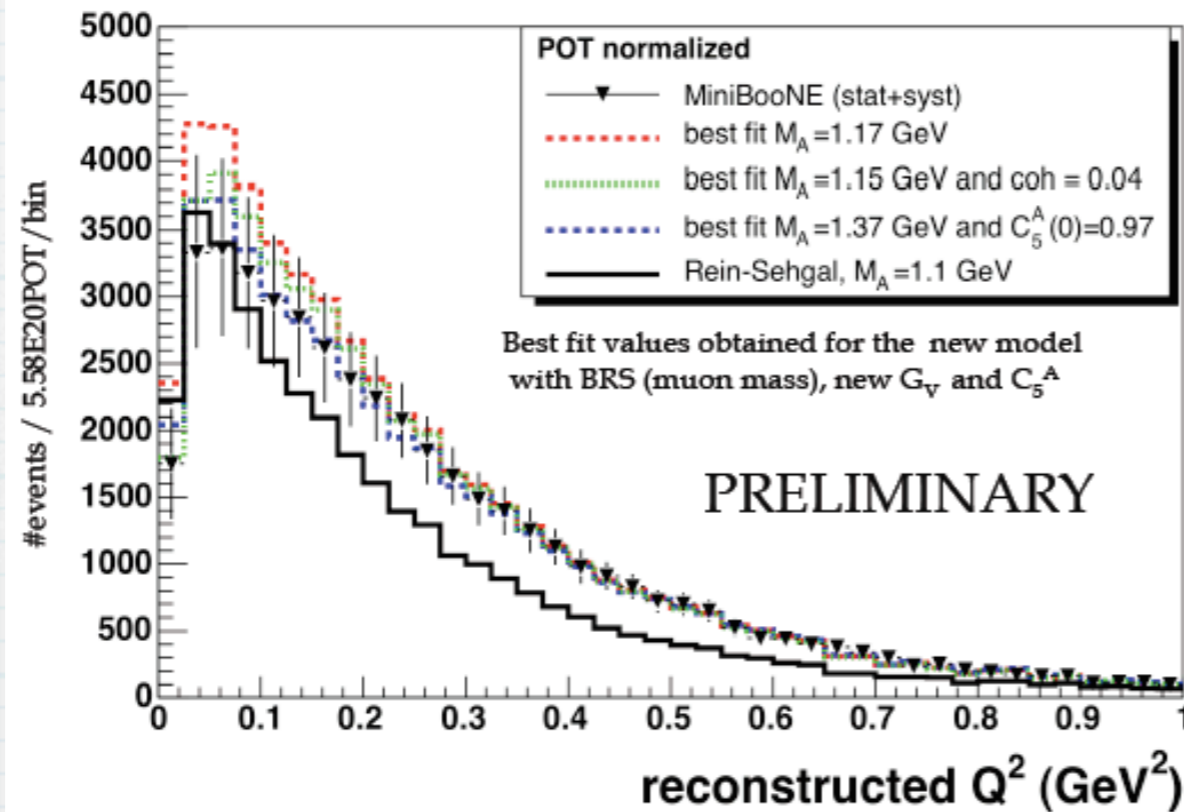 5000
4500
4000
3500
3000
2500
2000
1500
1000
500
0
#events / 5.58E20POT /bin
POT normalized
MiniBooNE (stat+syst)
best fit M_A=1.17 GeV
best fit M_A=1.15 GeV and coh = 0.04
best fit M_A=1.37 GeV and C_5^A(0)=0.97
Rein-Sehgal, M_A=1.1 GeV
Best fit values obtained for the new model
with BRS (muon mass), new G_V and C_5^A
PRELIMINARY
0 0.1 0.2 0.3 0.4 0.5 0.6 0.7 0.8 0.9 1
reconstructed Q² (GeV²)